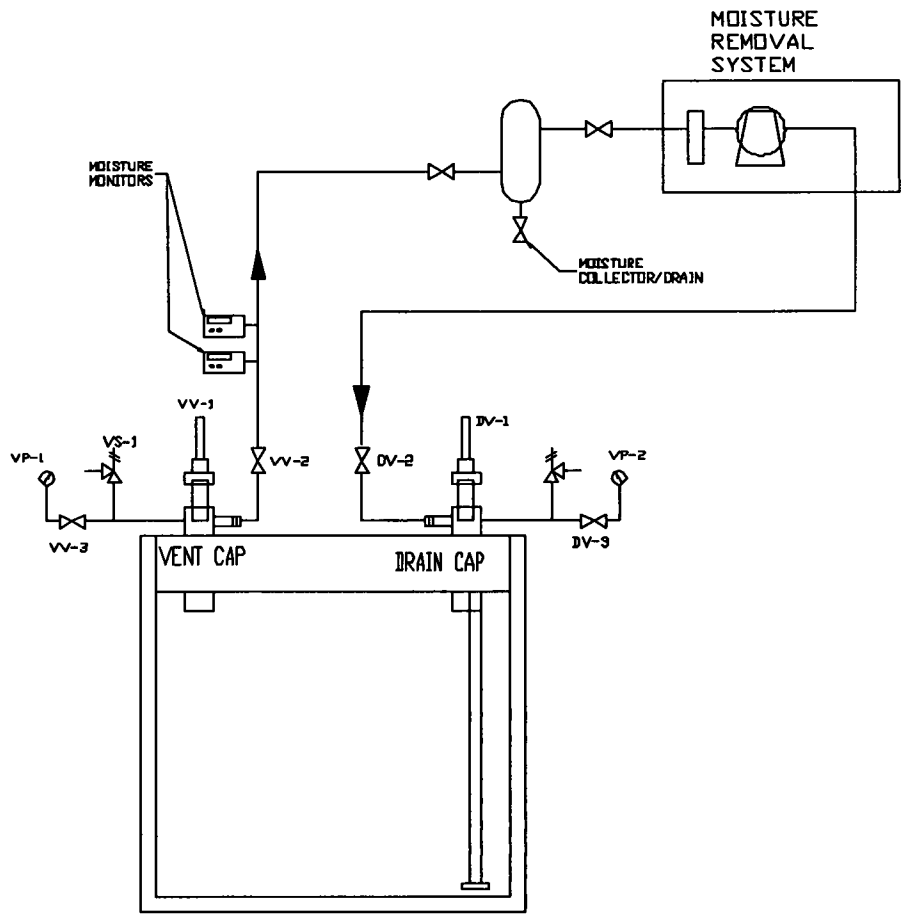 MOISTURE
REMOVAL
SYSTEM
MOISTURE
MONITORS
MOISTURE
COLLECTOR/DRAIN
VV-1
DV-1
VS-1
VP-1
VV-2
DV-2
VP-2
VV-3
DV-3
VENT CAP
DRAIN CAP